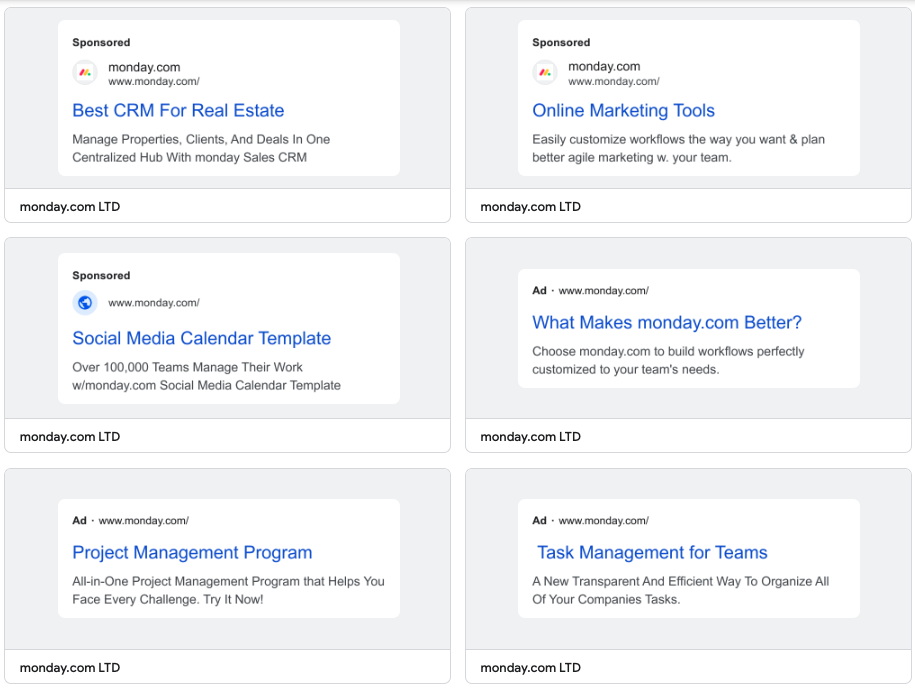 Sponsored
monday.com
www.monday.com/
Best CRM For Real Estate
Manage Properties, Clients, And Deals In One
Centralized Hub With monday Sales CRM
monday.com LTD
Sponsored
monday.com
www.monday.com/
Online Marketing Tools
Easily customize workflows the way you want & plan
better agile marketing w. your team.
monday.com LTD
Sponsored
www.monday.com/
Social Media Calendar Template
Over 100,000 Teams Manage Their Work
w/monday.com Social Media Calendar Template
monday.com LTD
Ad · www.monday.com/
What Makes monday.com Better?
Choose monday.com to build workflows perfectly
customized to your team's needs.
monday.com LTD
Ad · www.monday.com/
Project Management Program
All-in-One Project Management Program that Helps You
Face Every Challenge. Try It Now!
monday.com LTD
Ad · www.monday.com/
Task Management for Teams
A New Transparent And Efficient Way To Organize All
Of Your Companies Tasks.
monday.com LTD